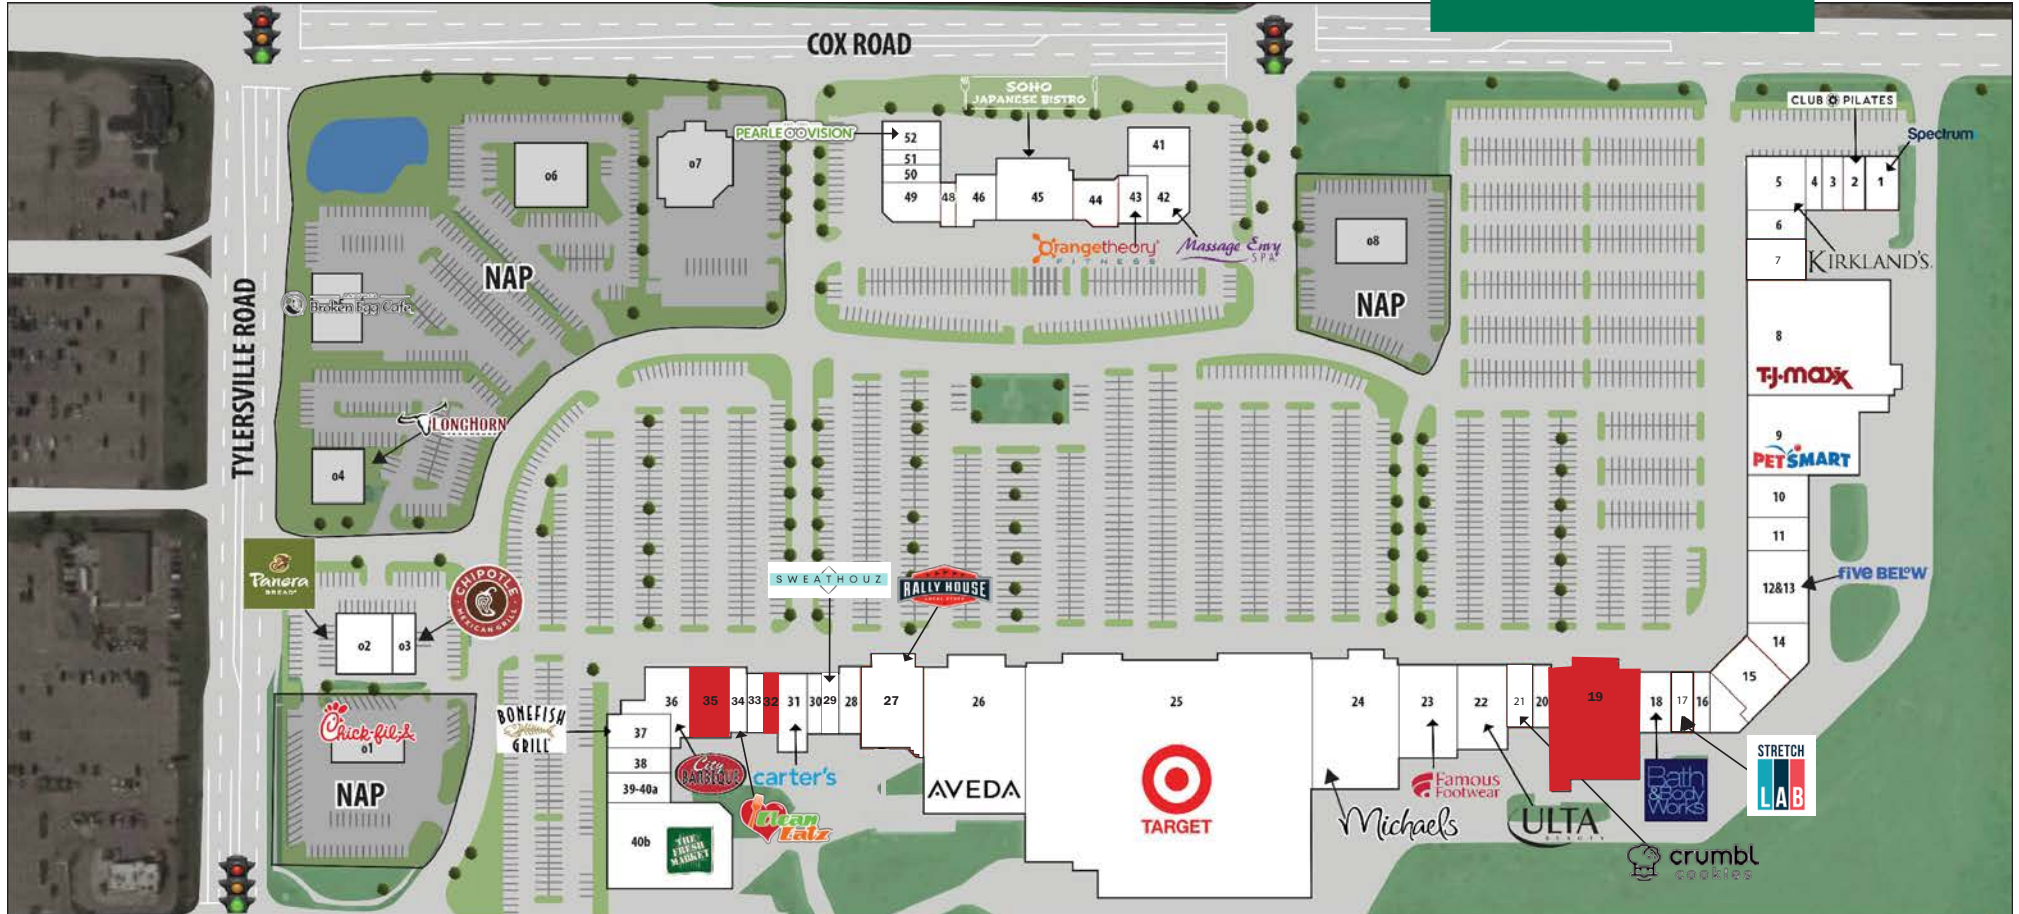 COX ROAD
SOHO
JAPANESE BISTRO
CLUB PILATES
Spectrum
PEARLE VISION
52
51
50
49
48
46
45
44
43
42
41
o6
o7
o8
5
4
3
2
1
6
7
KIRKLAND'S
Orangetheory
FITNESS
Massage Envy
SPA
NAP
NAP
Broken Egg Cafe
TYLERSVILLE ROAD
8
T.J.maxx
LONGHORN
o4
9
PETSMART
10
11
12&13
five BELOW
14
15
Panera
BREAD
CHIPOTLE
MEXICAN GRILL
SWEATHOUZ
RALLY HOUSE
o2
o3
36
35
34
33
32
31
30
29
28
27
26
25
24
23
22
21
20
19
18
17
16
Chick-fil-A
o1
NAP
BONEFISH
GRILL
37
38
39-40a
40b
THE
FRESH
MARKET
City
BARBEQUE
carter's
Clean
Eatz
AVEDA
TARGET
Michaels
Famous
Footwear
ULTA
BEAUTY
Bath
&Body
Works
STRETCH
LAB
crumbl
cookies